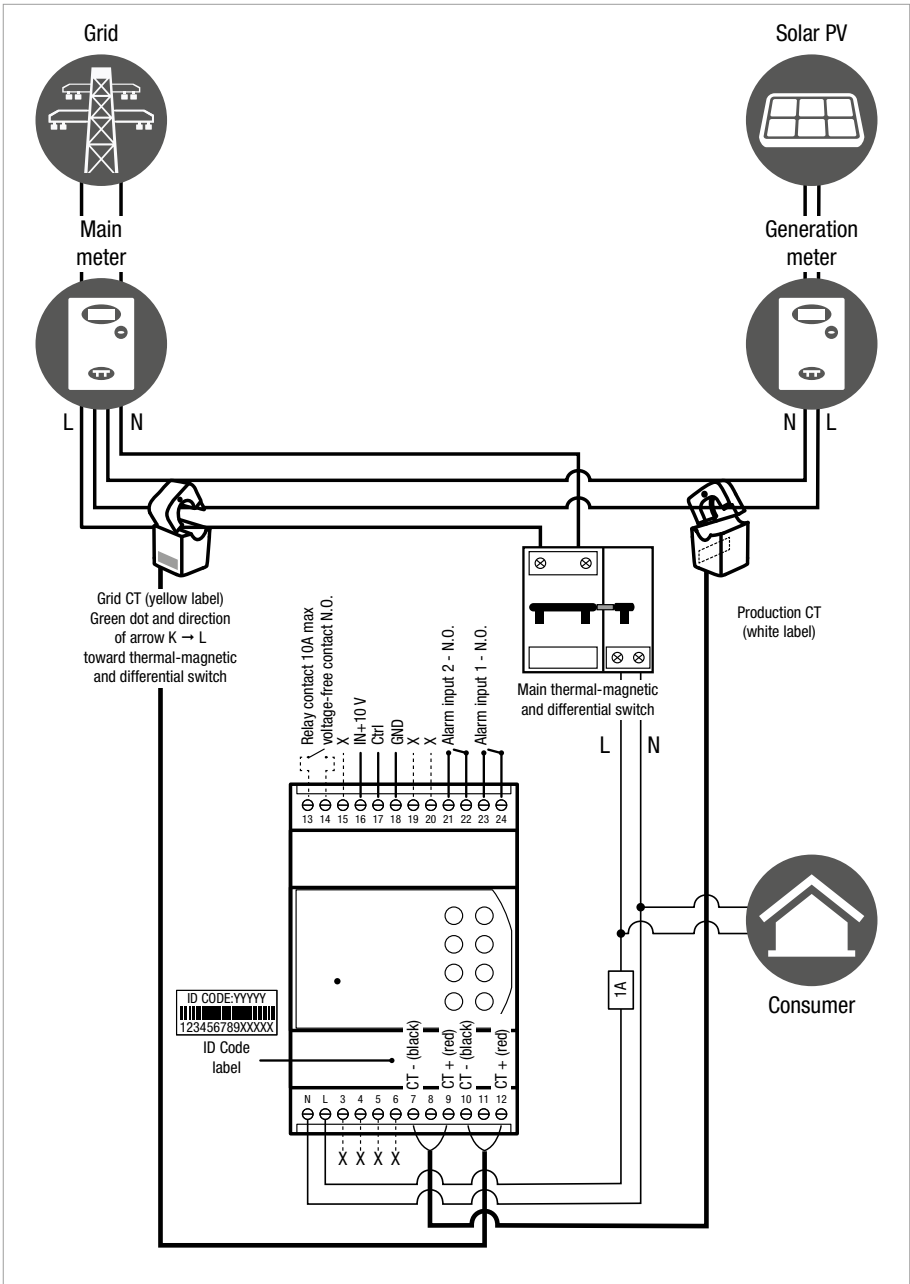 Grid
Solar PV
Main
meter
Generation
meter
L
N
N
L
Grid CT (yellow label)
Green dot and direction
of arrow K → L
toward thermal-magnetic
and differential switch
Production CT
(white label)
Main thermal-magnetic
and differential switch
L
N
Relay contact 10A max
voltage-free contact N.O.
X
IN+10 V
Ctrl
GND
X
X
Alarm input 2 - N.O.
Alarm input 1 - N.O.
13 14 15 16 17 18 19 20 21 22 23 24
Consumer
1A
ID CODE:YYYYY
123456789XXXXX
ID Code
label
CT - (black)
CT + (red)
CT - (black)
CT + (red)
N L 3 4 5 6 7 8 9 10 11 12
X X X X